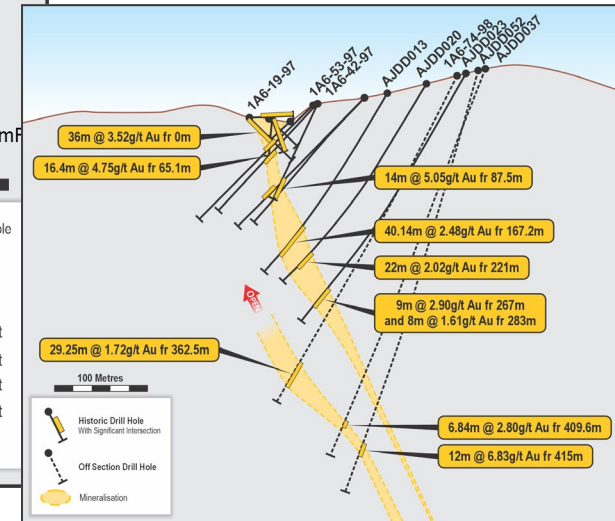 1A6-19-97
1A6-53-97
1A6-42-97
AJDD013
AJDD020
1A6-74-98
AJDD023
AJDD052
AJDD037
36m @ 3.52g/t Au fr 0m
16.4m @ 4.75g/t Au fr 65.1m
14m @ 5.05g/t Au fr 87.5m
40.14m @ 2.48g/t Au fr 167.2m
22m @ 2.02g/t Au fr 221m
9m @ 2.90g/t Au fr 267m
and 8m @ 1.61g/t Au fr 283m
OPEN
29.25m @ 1.72g/t Au fr 362.5m
6.84m @ 2.80g/t Au fr 409.6m
12m @ 6.83g/t Au fr 415m
100 Metres
Historic Drill Hole
With Significant Intersection
Off Section Drill Hole
Mineralisation